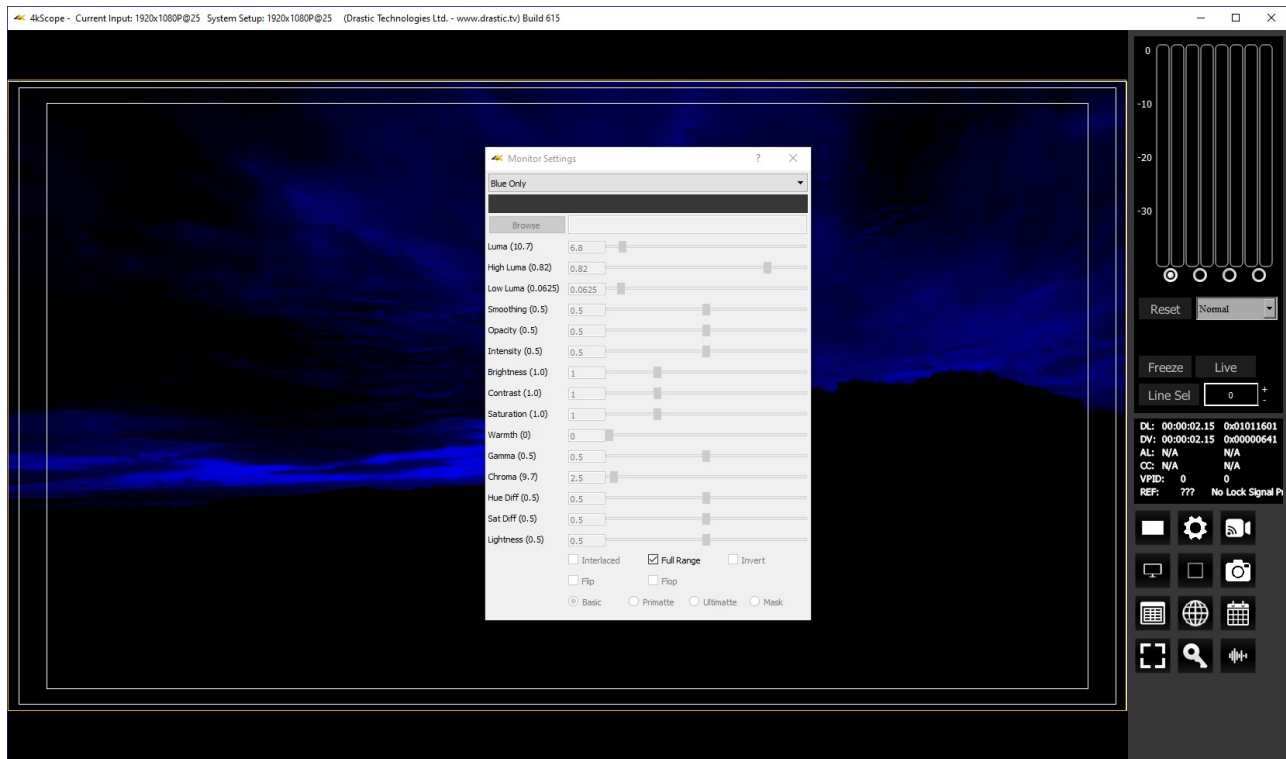 4kScope - Current Input: 1920x1080P@25 System Setup: 1920x1080P@25 (Drastic Technologies Ltd. - www.drastic.tv) Build 615
Monitor Settings
Blue Only
Browse
Luma (10.7) 6.8
High Luma (0.82) 0.82
Low Luma (0.0625) 0.0625
Smoothing (0.5) 0.5
Opacity (0.5) 0.5
Intensity (0.5) 0.5
Brightness (1.0) 1
Contrast (1.0) 1
Saturation (1.0) 1
Warmth (0) 0
Gamma (0.5) 0.5
Chroma (9.7) 2.5
Hue Diff (0.5) 0.5
Sat Diff (0.5) 0.5
Lightness (0.5) 0.5
Interlaced Full Range Invert
Flip Flop
Basic Primatte Ultimatte Mask
0
-10
-20
-30
Reset Normal
Freeze Live
Line Sel 0 + -
DL: 00:00:02.15 0x01011601
DV: 00:00:02.15 0x00000641
AL: N/A N/A
CC: N/A N/A
VPID: 0 0
REF: ??? No Lock Signal Pr